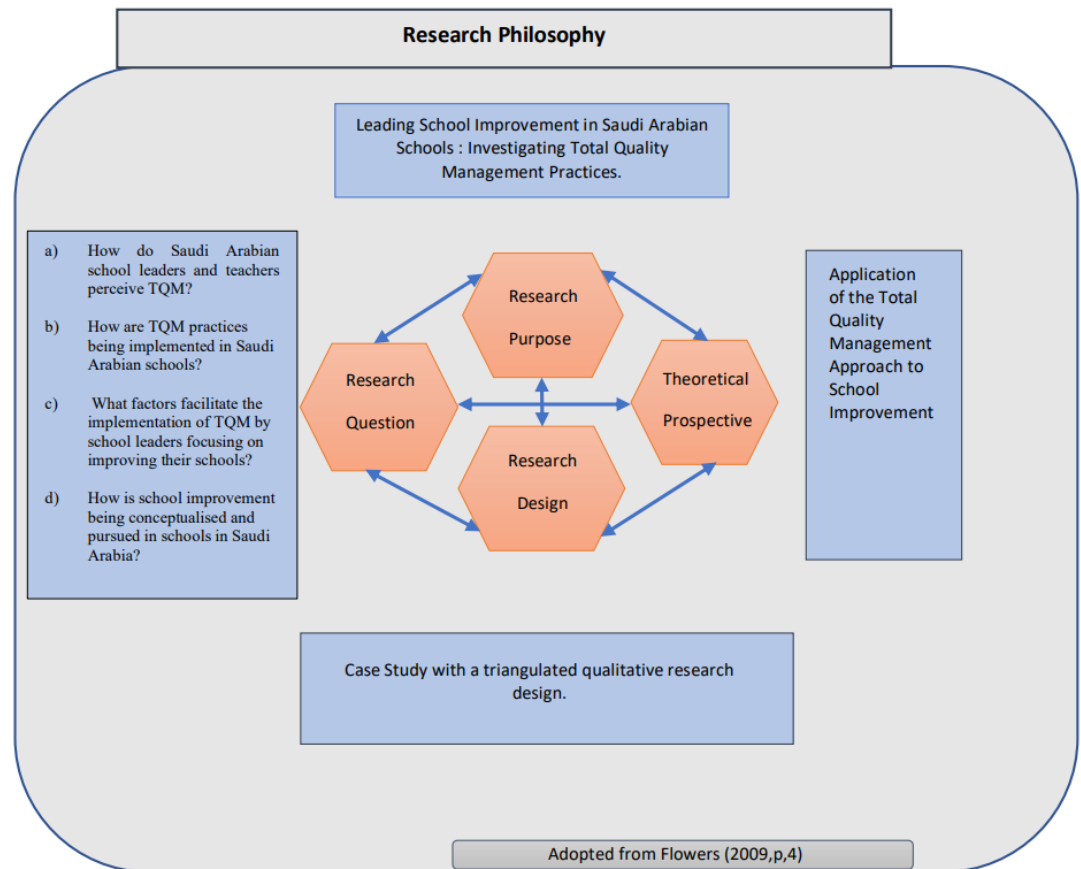 Research Philosophy
Leading School Improvement in Saudi Arabian
Schools : Investigating Total Quality
Management Practices.
a) How do Saudi Arabian
school leaders and teachers
perceive TQM?
b) How are TQM practices
being implemented in Saudi
Arabian schools?
c) What factors facilitate the
implementation of TQM by
school leaders focusing on
improving their schools?
d) How is school improvement
being conceptualised and
pursued in schools in Saudi
Arabia?
Research
Purpose
Research
Question
Theoretical
Prospective
Research
Design
Application
of the Total
Quality
Management
Approach to
School
Improvement
Case Study with a triangulated qualitative research
design.
Adopted from Flowers (2009,p,4)